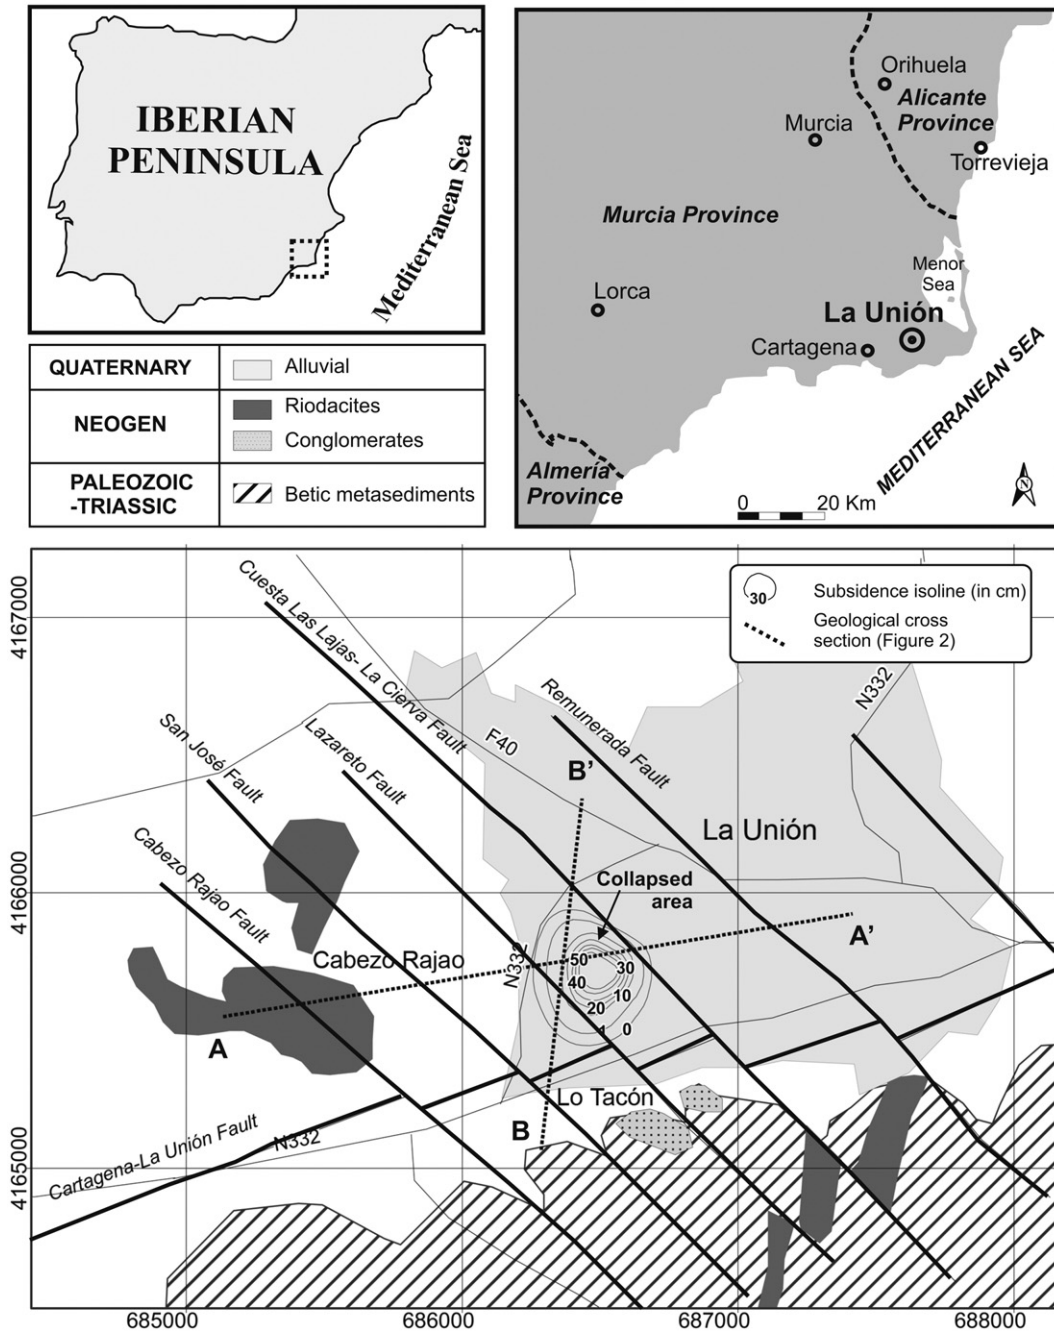 IBERIAN
PENINSULA
Mediterranean Sea
Orihuela
Alicante
Province
Murcia
Torrevieja
Murcia Province
Menor
Sea
Lorca
La Unión
Cartagena
MEDITERRANEAN SEA
Almería
Province
0 20 Km
N
QUATERNARY
Alluvial
NEOGEN
Riodacites
Conglomerates
PALEOZOIC
-TRIASSIC
Betic metasediments
30
Subsidence isoline (in cm)
Geological cross
section (Figure 2)
4167000
4166000
4165000
Cuesta Las Lajas- La Cierva Fault
San José Fault
Lazareto Fault
Cabezo Rajao Fault
Remunerada Fault
F40
N332
B'
La Unión
Collapsed
area
Cabezo Rajao
N332
A'
50
30
40
10
20
1
0
A
Lo Tacón
B
Cartagena-La Unión Fault
N332
685000
686000
687000
688000